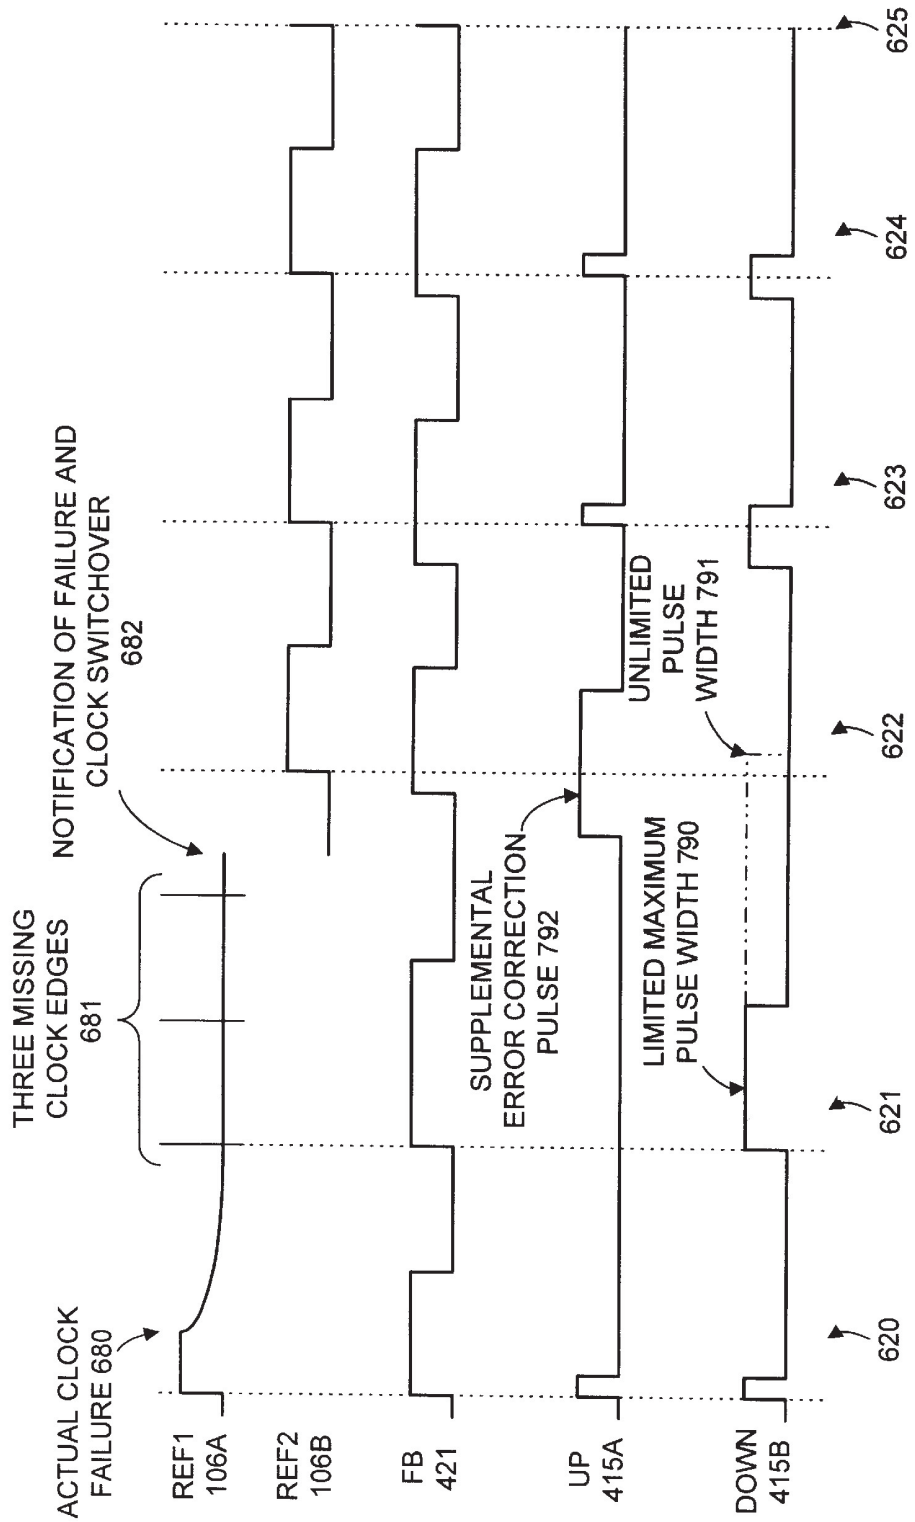 ACTUAL CLOCK
FAILURE 680
THREE MISSING
CLOCK EDGES
681
NOTIFICATION OF FAILURE AND
CLOCK SWITCHOVER
682
REF1
106A
REF2
106B
FB
421
SUPPLEMENTAL
ERROR CORRECTION
PULSE 792
UP
415A
UNLIMITED
PULSE
WIDTH 791
LIMITED MAXIMUM
PULSE WIDTH 790
DOWN
415B
620
621
622
623
624
625